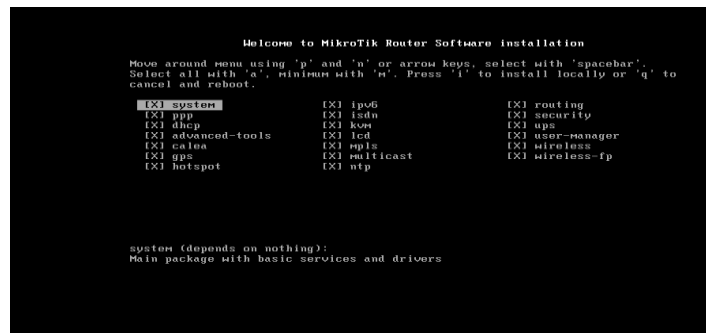 Welcome to MikroTik Router Software installation
Move around menu using 'p' and 'n' or arrow keys, select with 'spacebar'.
Select all with 'a', minimum with 'm'. Press 'i' to install locally or 'q' to
cancel and reboot.
[X] system [X] ipv6 [X] routing
[X] ppp [X] isdn [X] security
[X] dhcp [X] kvm [X] ups
[X] advanced-tools [X] lcd [X] user-manager
[X] calea [X] mpls [X] wireless
[X] gps [X] multicast [X] wireless-fp
[X] hotspot [X] ntp
system (depends on nothing):
Main package with basic services and drivers